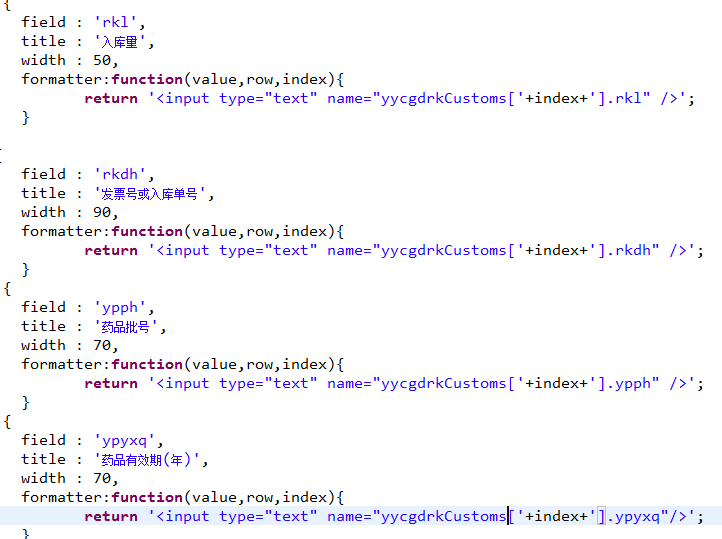 {
field : 'rkl',
title : '入库量',
width : 50,
formatter:function(value,row,index){
return '<input type="text" name="yycgdrkCustoms['+index+'].rkl" />';
}
{
field : 'rkdh',
title : '发票号或入库单号',
width : 90,
formatter:function(value,row,index){
return '<input type="text" name="yycgdrkCustoms['+index+'].rkdh" />';
}
{
field : 'ypph',
title : '药品批号',
width : 70,
formatter:function(value,row,index){
return '<input type="text" name="yycgdrkCustoms['+index+'].ypph" />';
}
{
field : 'ypyxq',
title : '药品有效期(年)',
width : 70,
formatter:function(value,row,index){
return '<input type="text" name="yycgdrkCustoms['+index+'].ypyxq"/>';
}